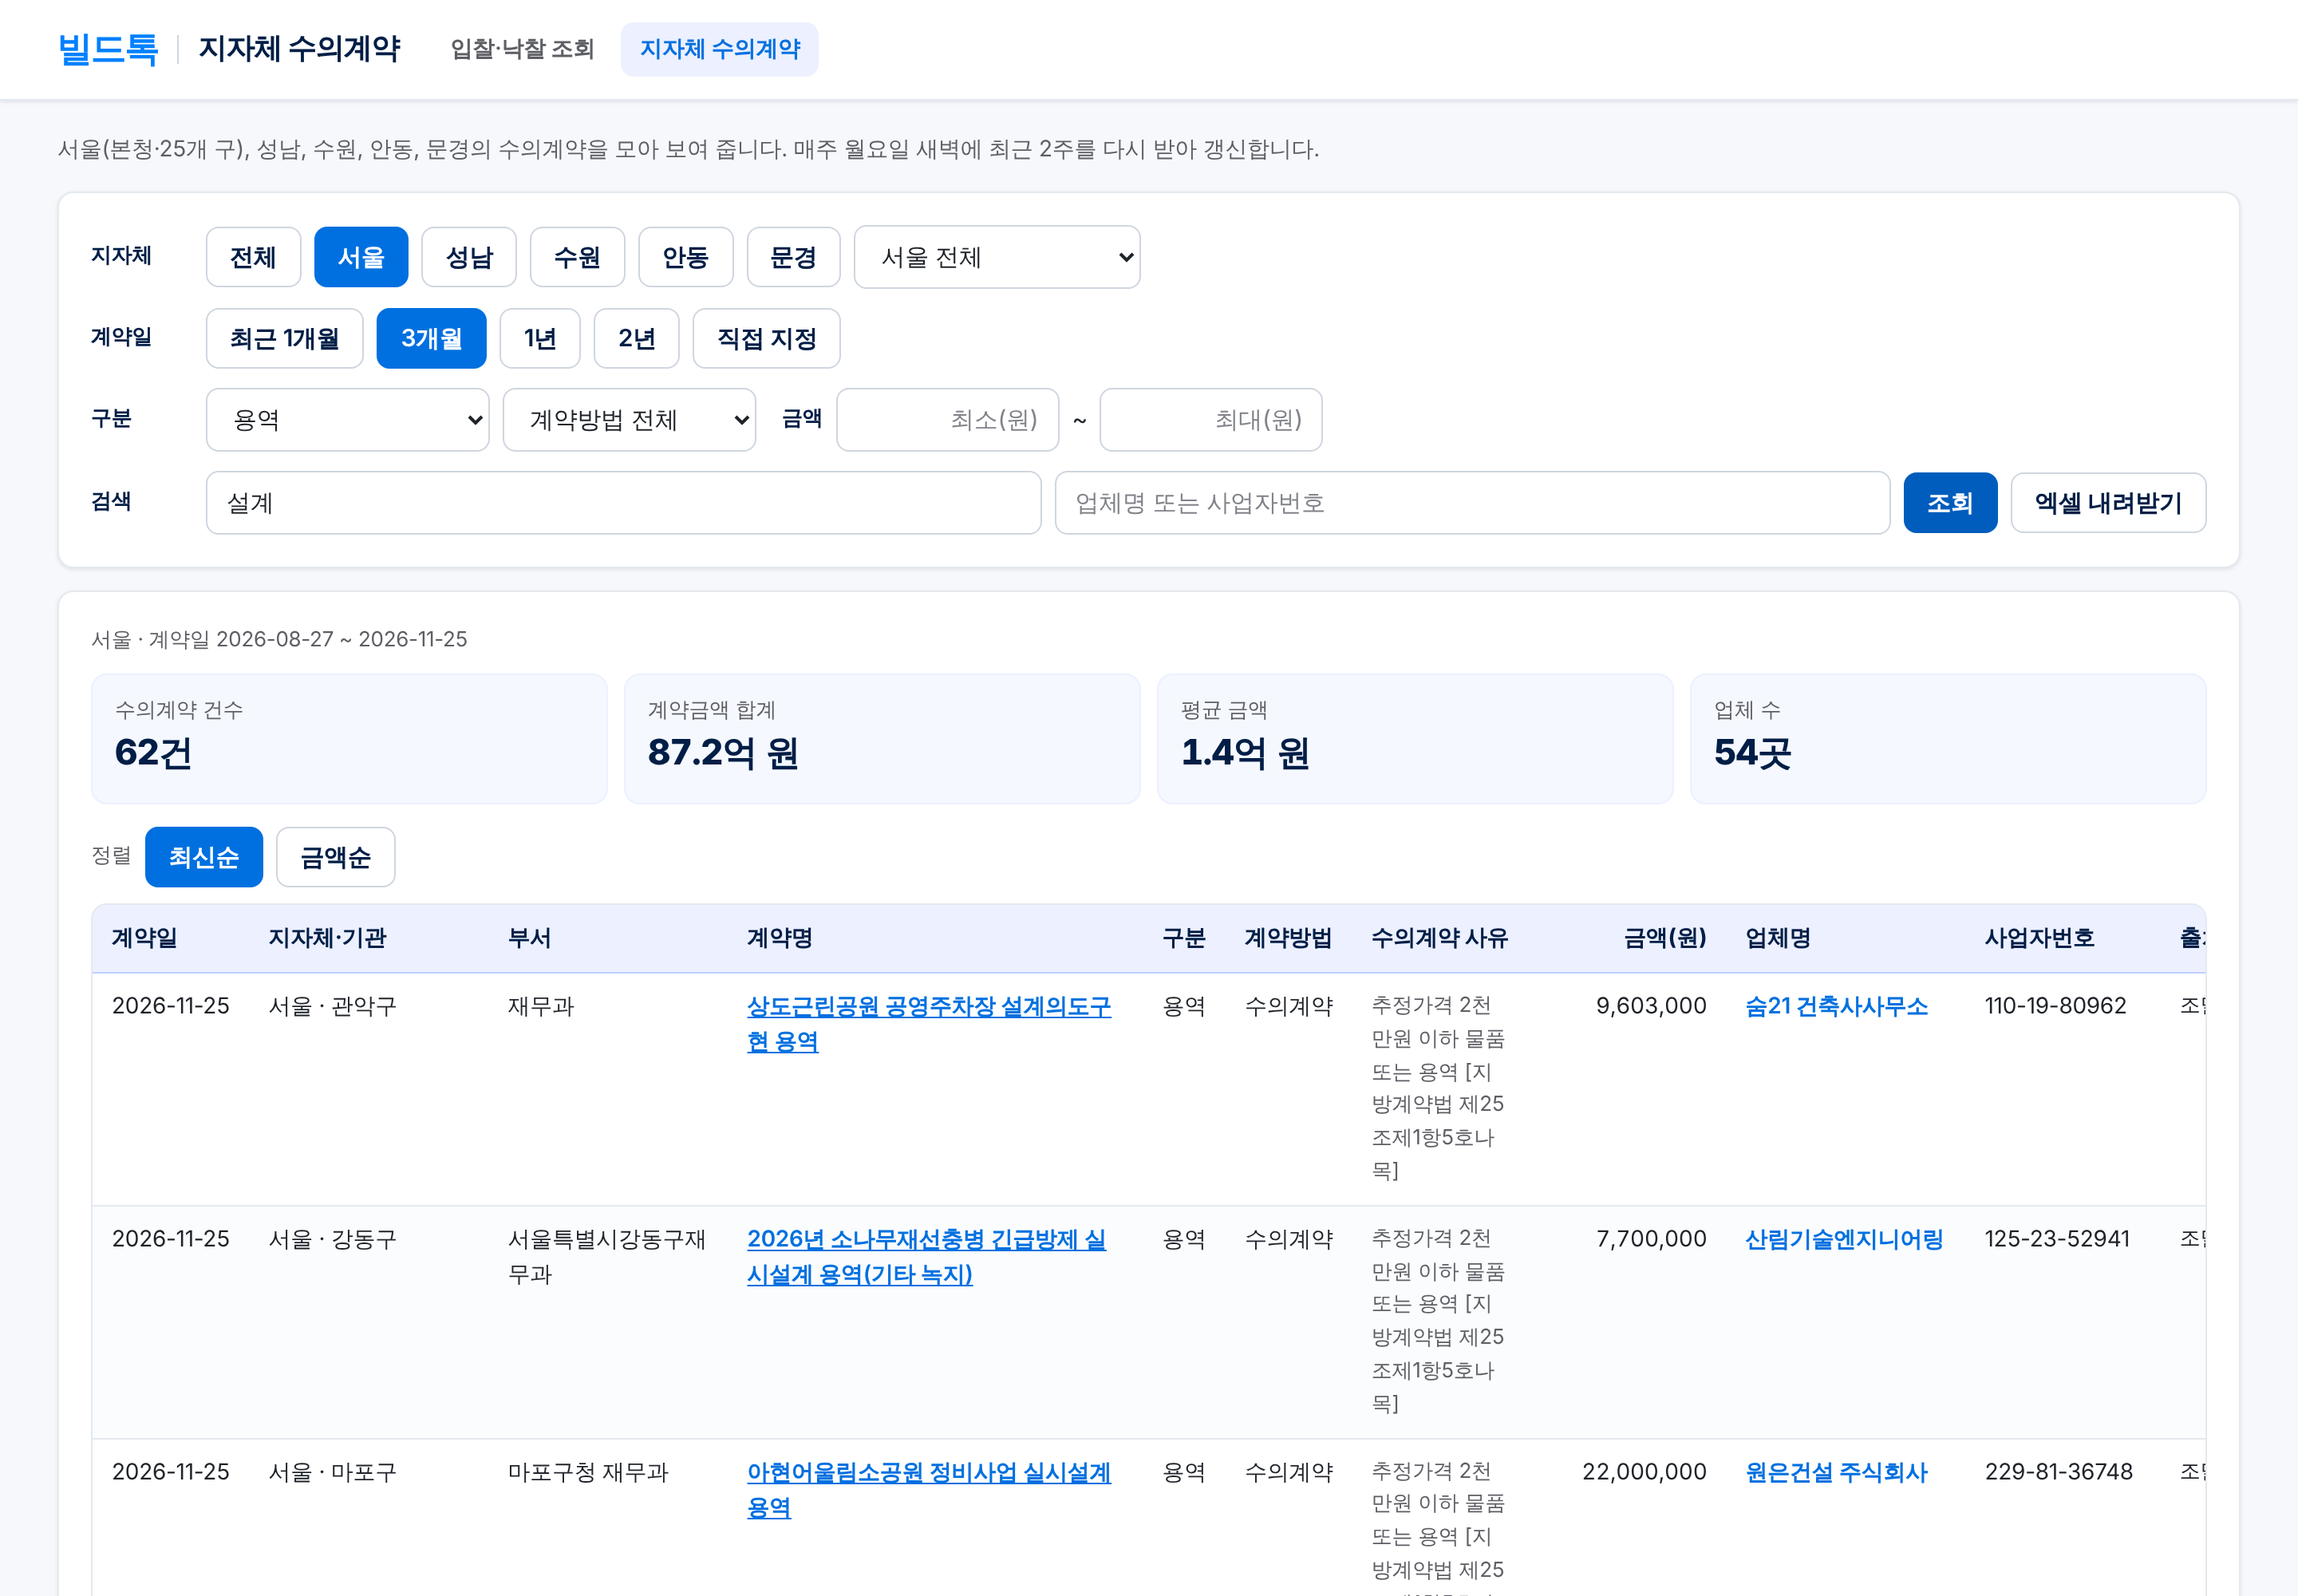 빌드톡 지자체 수의계약 입찰·낙찰 조회 지자체 수의계약
서울(본청·25개 구), 성남, 수원, 안동, 문경의 수의계약을 모아 보여 줍니다. 매주 월요일 새벽에 최근 2주를 다시 받아 갱신합니다.
지자체 전체 서울 성남 수원 안동 문경 서울 전체
계약일 최근 1개월 3개월 1년 2년 직접 지정
구분 용역 계약방법 전체 금액 최소(원) ~ 최대(원)
검색 설계 업체명 또는 사업자번호 조회 엑셀 내려받기
서울 · 계약일 2026-08-27 ~ 2026-11-25
수의계약 건수 계약금액 합계 평균 금액 업체 수
62건 87.2억 원 1.4억 원 54곳
정렬 최신순 금액순
계약일 지자체·기관 부서 계약명 구분 계약방법 수의계약 사유 금액(원) 업체명 사업자번호
2026-11-25 서울 · 관악구 재무과 상도근린공원 공영주차장 설계의도구 용역 수의계약 추정가격 2천 9,603,000 숨21 건축사사무소 110-19-80962
현 용역 만원 이하 물품
또는 용역 [지
방계약법 제25
조제1항5호나
목]
2026-11-25 서울 · 강동구 서울특별시강동구재 2026년 소나무재선충병 긴급방제 실 용역 수의계약 추정가격 2천 7,700,000 산림기술엔지니어링 125-23-52941
무과 시설계 용역(기타 녹지) 만원 이하 물품
또는 용역 [지
방계약법 제25
조제1항5호나
목]
2026-11-25 서울 · 마포구 마포구청 재무과 아현어울림소공원 정비사업 실시설계 용역 수의계약 추정가격 2천 22,000,000 원은건설 주식회사 229-81-36748
용역 만원 이하 물품
또는 용역 [지
방계약법 제25